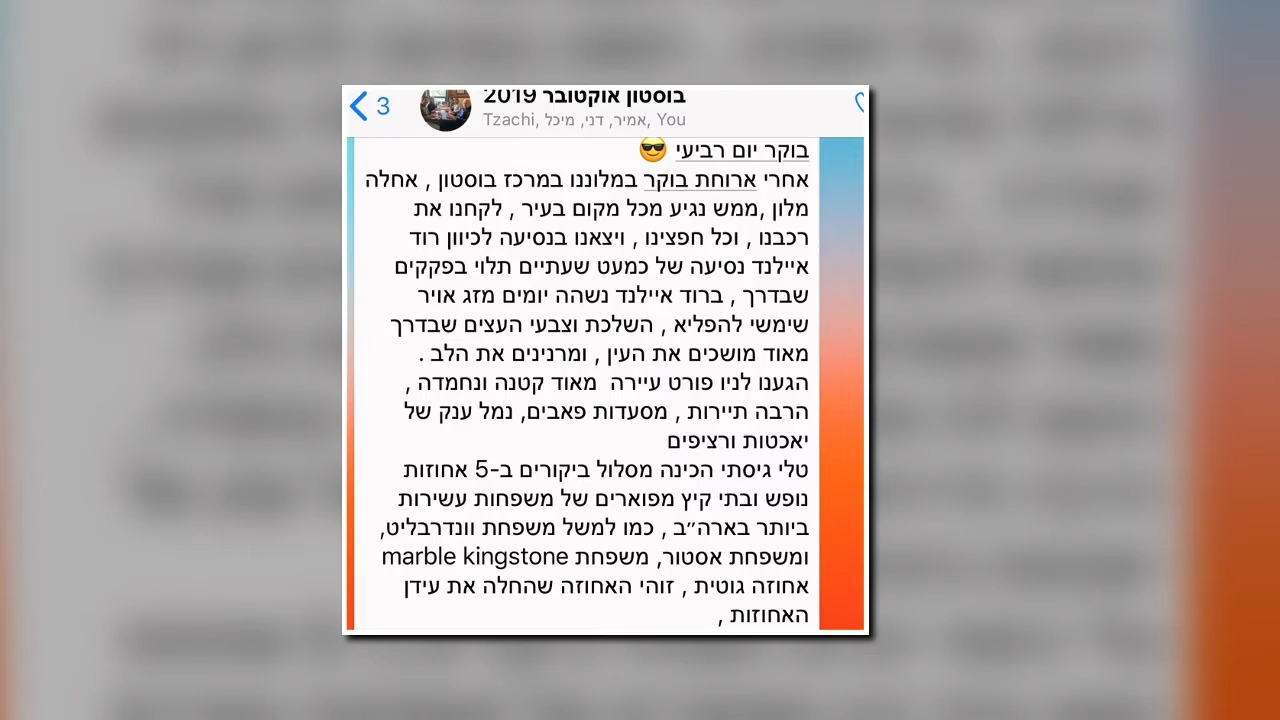 3
בוסטון אוקטובר 2019
Tzachi, אמיר, דני, מיכל, You
בוקר יום רביעי 😎
אחרי ארוחת בוקר במלוננו במרכז בוסטון , אחלה
מלון ,ממש נגיע מכל מקום בעיר , לקחנו את
רכבנו , וכל חפצינו , ויצאנו בנסיעה לכיוון רוד
איילנד נסיעה של כמעט שעתיים תלוי בפקקים
שבדרך , ברוד איילנד נשהה יומים מזג אויר
שימשי להפליא , השלכת וצבעי העצים שבדרך
מאוד מושכים את העין , ומרנינים את הלב .
הגענו לניו פורט עיירה  מאוד קטנה ונחמדה ,
הרבה תיירות , מסעדות פאבים, נמל ענק של
יאכטות ורציפים
טלי גיסתי הכינה מסלול ביקורים ב-5 אחוזות
נופש ובתי קיץ מפוארים של משפחות עשירות
ביותר בארה״ב , כמו למשל משפחת וונדרבליט,
ומשפחת אסטור, משפחת marble kingstone
אחוזה גוטית , זוהי האחוזה שהחלה את עידן
האחוזות ,